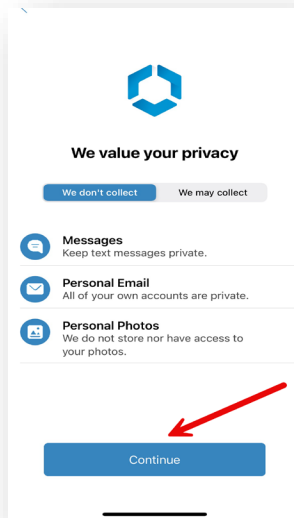 We value your privacy
We don't collect
We may collect
Messages
Keep text messages private.
Personal Email
All of your own accounts are private.
Personal Photos
We do not store nor have access to
your photos.
Continue